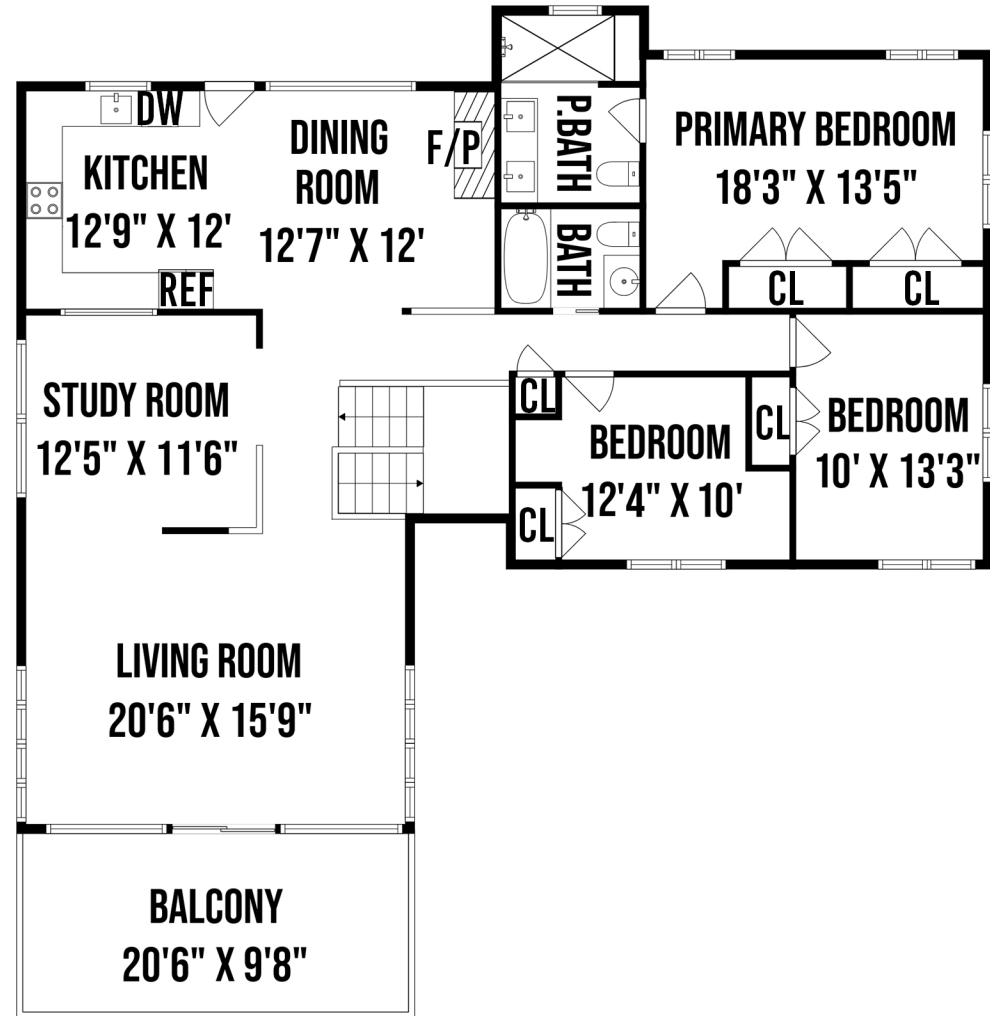 DW
KITCHEN
12'9" X 12'
REF
DINING
ROOM
12'7" X 12'
F/P
P.BATH
BATH
PRIMARY BEDROOM
18'3" X 13'5"
CL
CL
STUDY ROOM
12'5" X 11'6"
CL
BEDROOM
12'4" X 10'
CL
CL
BEDROOM
10' X 13'3"
LIVING ROOM
20'6" X 15'9"
BALCONY
20'6" X 9'8"